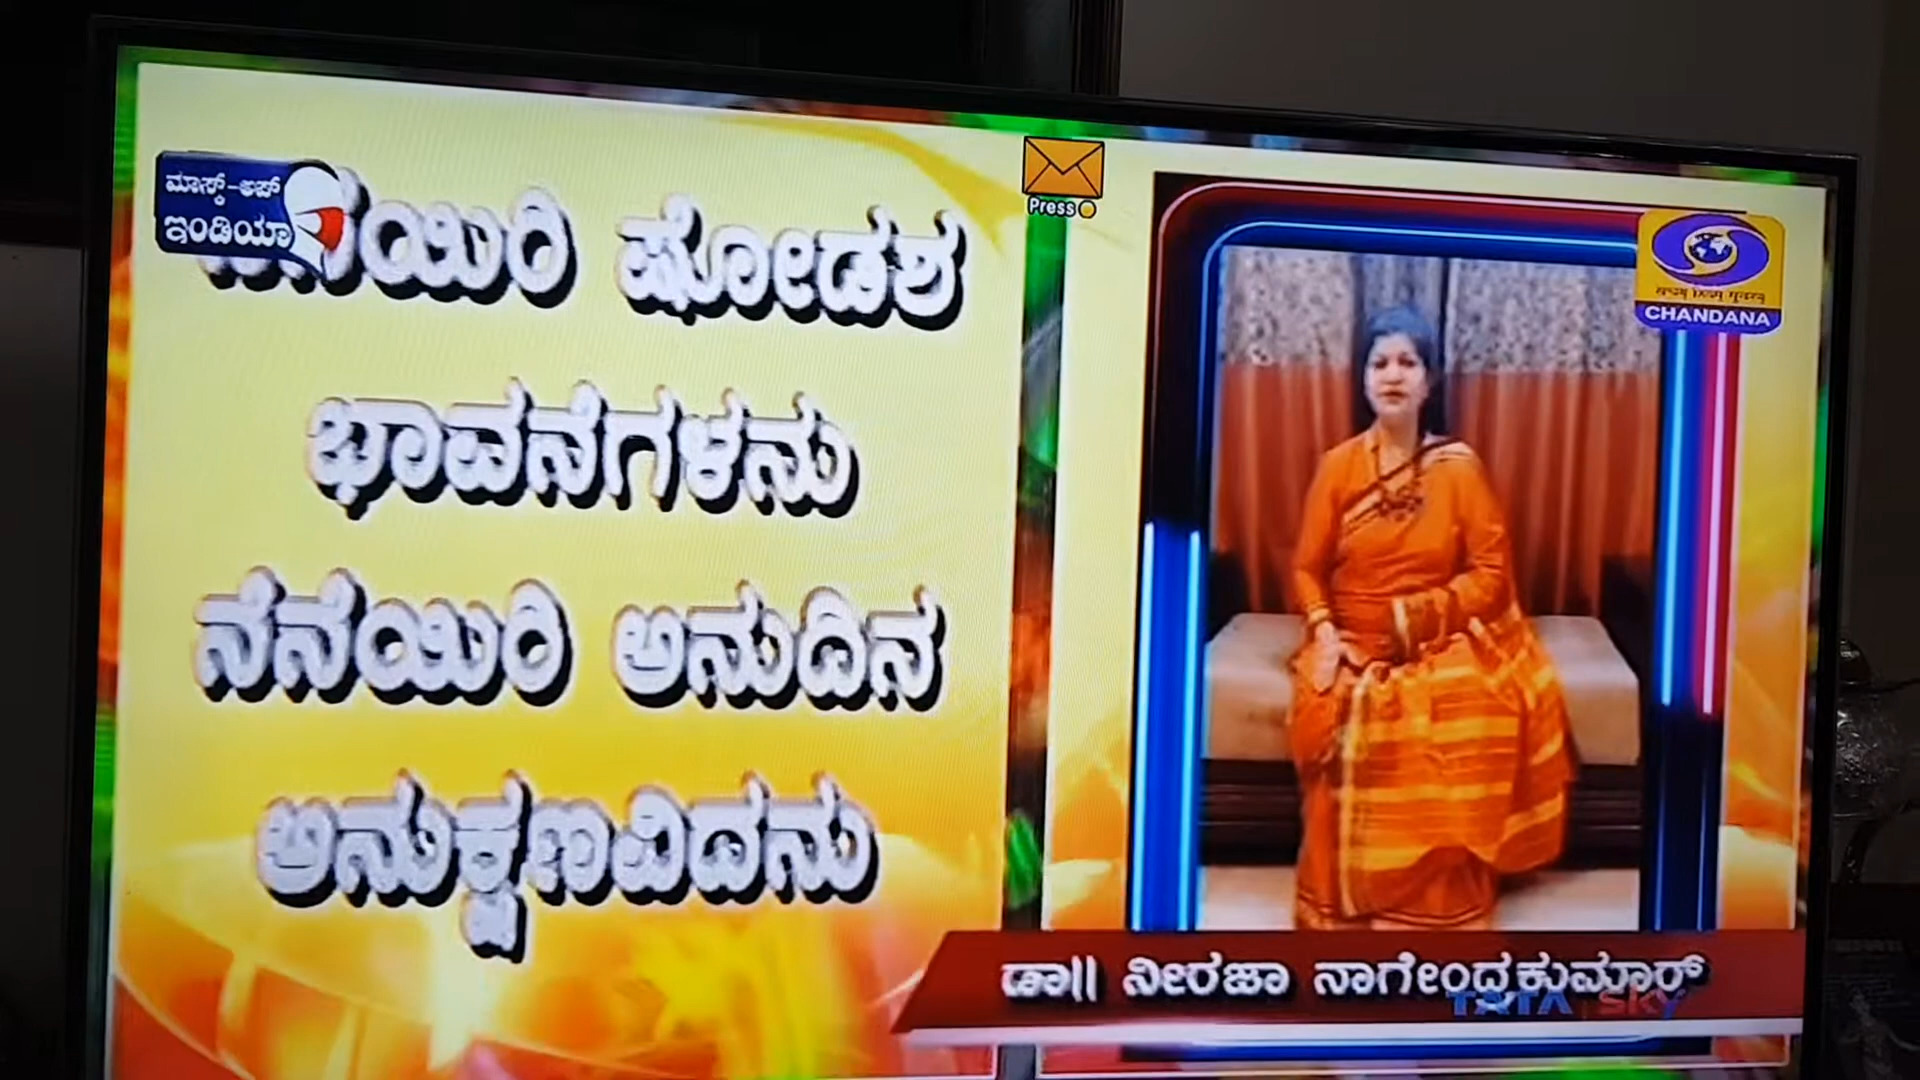 ಮಾಸ್ಕ್-ಅಪ್
ಇಂಡಿಯಾ
ನೆನೆಯಿರಿ ಷೋಡಶ
ಭಾವನೆಗಳನು
ನೆನೆಯಿರಿ ಅನುದಿನ
ಅನುಕ್ಷಣವಿದನು
Press
CHANDANA
ಡಾ|| ನೀರಜಾ ನಾಗೇಂದ್ರಕುಮಾರ್
TATA SKY